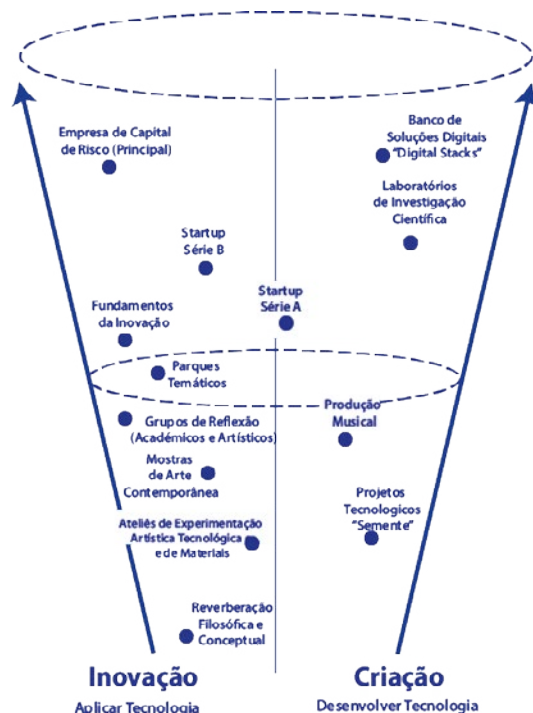 Empresa de Capital
de Risco (Principal)
Banco de
Soluções Digitais
"Digital Stacks"
Laboratórios
de Investigação
Científica
Startup
Série B
Startup
Série A
Fundamentos
da Inovação
Parques
Temáticos
Grupos de Reflexão
(Académicos e Artísticos)
Produção
Musical
Mostras
de Arte
Contemporânea
Projetos
Tecnologicos
"Semente"
Ateliês de Experimentação
Artística Tecnológica
e de Materiais
Reverberação
Filosófica e
Conceptual
Inovação
Aplicar Tecnologia
Criação
Desenvolver Tecnologia